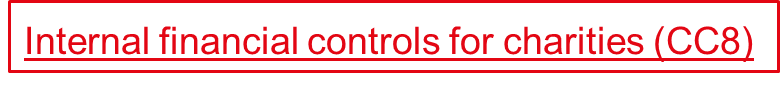 Internal financial controls for charities (CC8)